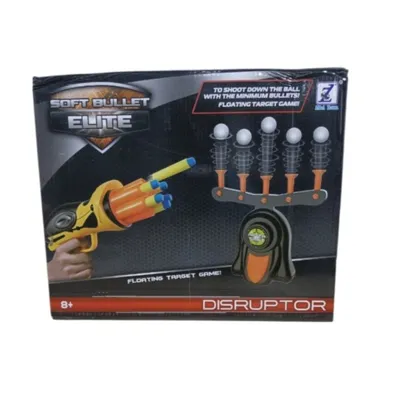 SOFT BULLET
ELITE
TO SHOOT DOWN THE BALL
WITH THE MINIMUM BULLETS!
FLOATING TARGET GAME!
FLOATING TARGET GAME!
8+
DISRUPTOR